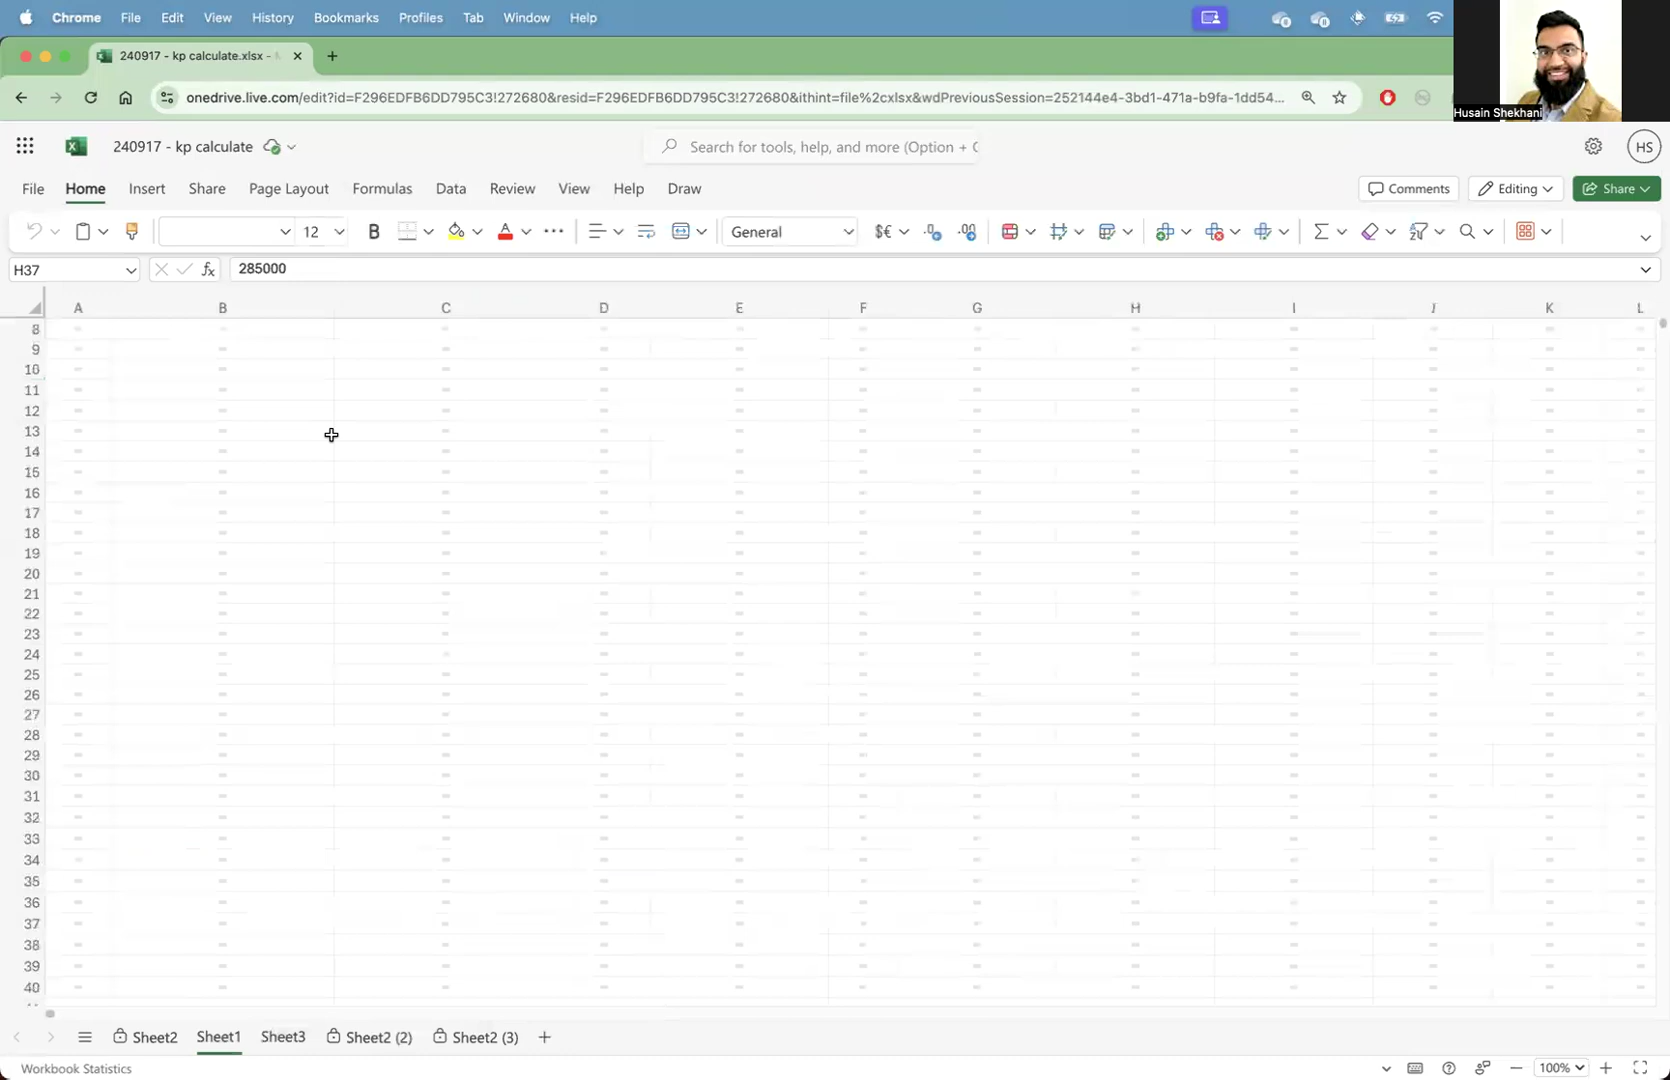 Chrome File Edit View History Bookmarks Profiles Tab Window Help
240917 - kp calculate.xlsx -
onedrive.live.com/edit?id=F296EDFB6DD795C3!272680&resid=F296EDFB6DD795C3!272680&ithint=file%2cxlsx&wdPreviousSession=252144e4-3bd1-471a-b9fa-1dd54...
Husain Shekhani
240917 - kp calculate
Search for tools, help, and more (Option + C
HS
File Home Insert Share Page Layout Formulas Data Review View Help Draw
Comments Editing Share
12 B A General $€
H37 fx 285000
A B C D E F G H I J K L
8
9
10
11
12
13
14
15
16
17
18
19
20
21
22
23
24
25
26
27
28
29
30
31
32
33
34
35
36
37
38
39
40
Sheet2 Sheet1 Sheet3 Sheet2 (2) Sheet2 (3)
Workbook Statistics
100%